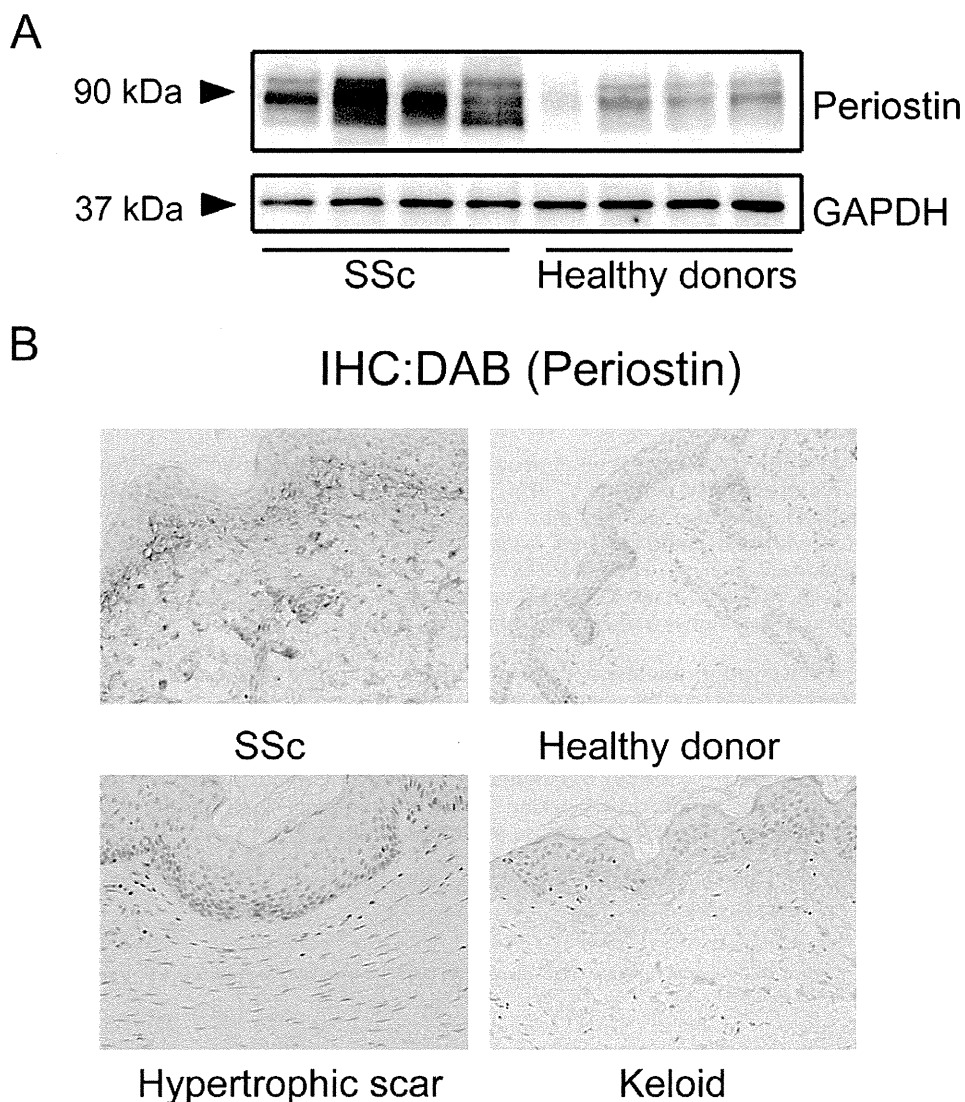 A
90 kDa
Periostin
37 kDa
GAPDH
SSc
Healthy donors
B
IHC:DAB (Periostin)
SSc
Healthy donor
Hypertrophic scar
Keloid